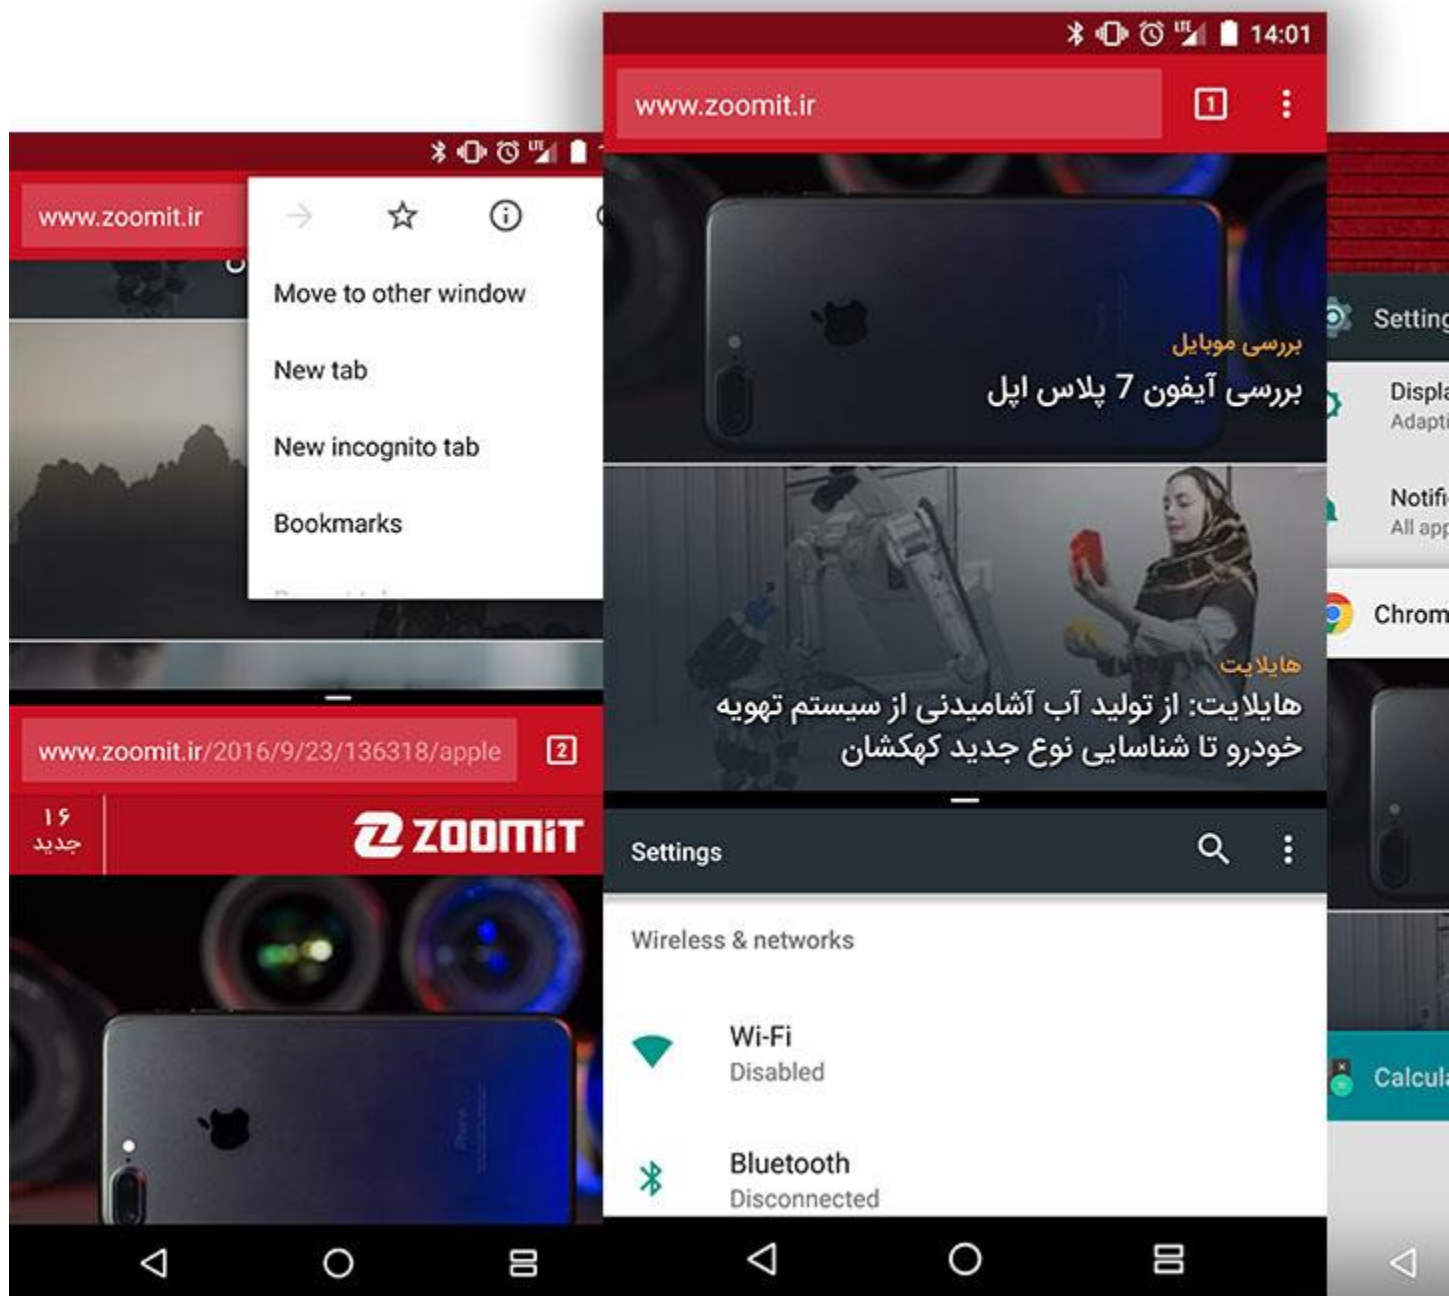 www.zoomit.ir
Move to other window
New tab
New incognito tab
Bookmarks
www.zoomit.ir/2016/9/23/136318/apple
2
۱۶
جدید
ZOOMiT
LTE
14:01
www.zoomit.ir
1
بررسی موبایل
بررسی آیفون 7 پلاس اپل
هایلایت
هایلایت: از تولید آب آشامیدنی از سیستم تهویه
خودرو تا شناسایی نوع جدید کهکشان
Settings
Wireless & networks
Wi-Fi
Disabled
Bluetooth
Disconnected